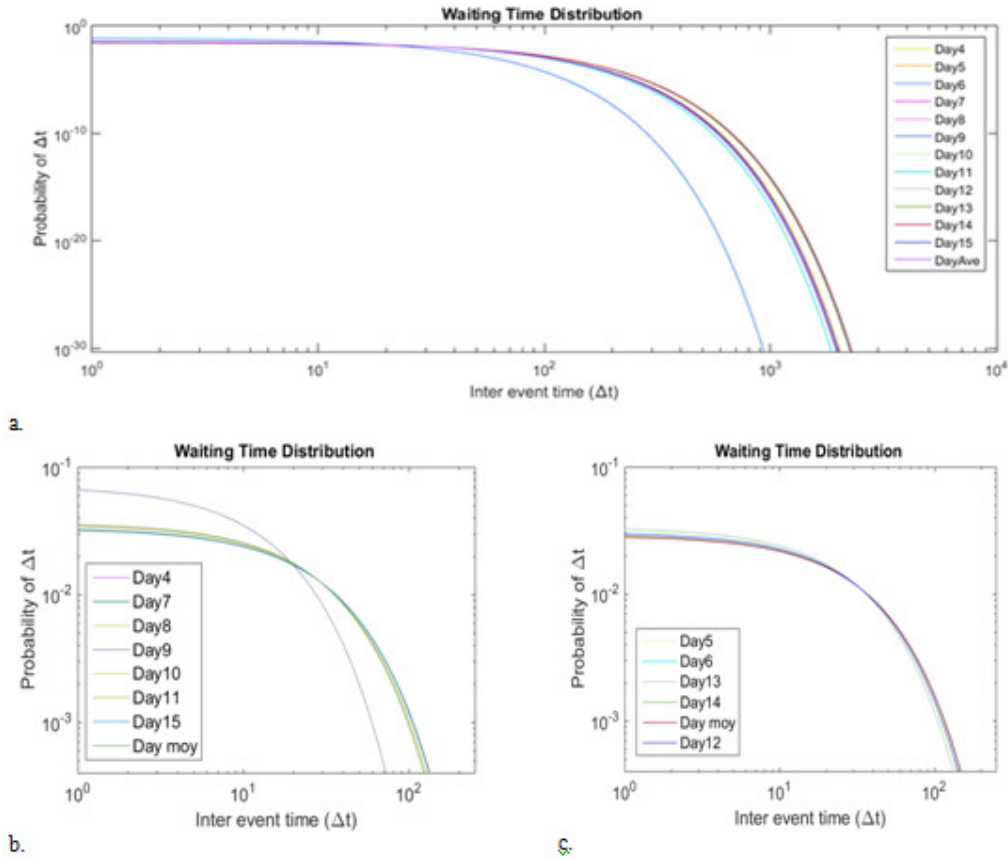 Waiting Time Distribution
Probability of Δt
10^0
10^-10
10^-20
10^-30
10^0
10^1
10^2
10^3
10^4
Inter event time (Δt)
Day4
Day5
Day6
Day7
Day8
Day9
Day10
Day11
Day12
Day13
Day14
Day15
DayAve
a.
Waiting Time Distribution
Probability of Δt
10^-1
10^-2
10^-3
10^0
10^1
10^2
Inter event time (Δt)
Day4
Day7
Day8
Day9
Day10
Day11
Day15
Day moy
b.
Waiting Time Distribution
Probability of Δt
10^-1
10^-2
10^-3
10^0
10^1
10^2
Inter event time (Δt)
Day5
Day6
Day13
Day14
Day moy
Day12
c.